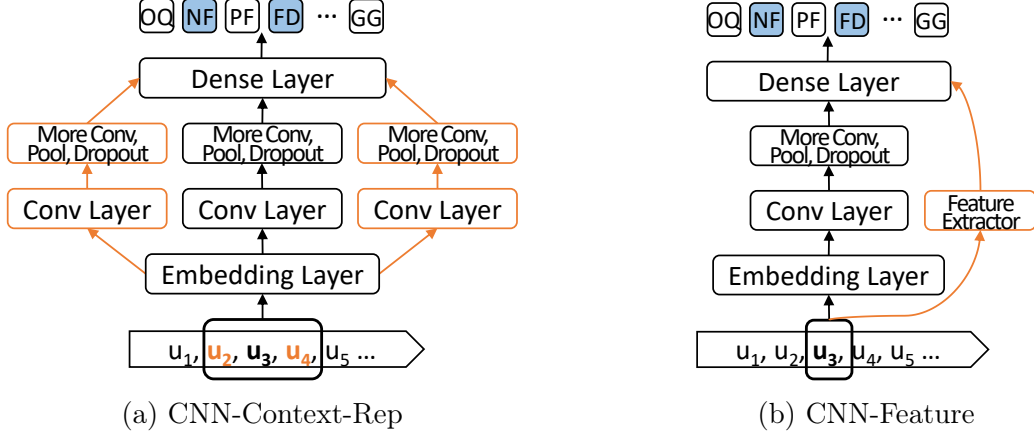 OQ NF PF FD ... GG
Dense Layer
More Conv,
Pool, Dropout
More Conv,
Pool, Dropout
More Conv,
Pool, Dropout
Conv Layer
Conv Layer
Conv Layer
Embedding Layer
u1, u2, u3, u4, u5 ...
(a) CNN-Context-Rep
OQ NF PF FD ... GG
Dense Layer
More Conv,
Pool, Dropout
Conv Layer
Feature
Extractor
Embedding Layer
u1, u2, u3, u4, u5 ...
(b) CNN-Feature